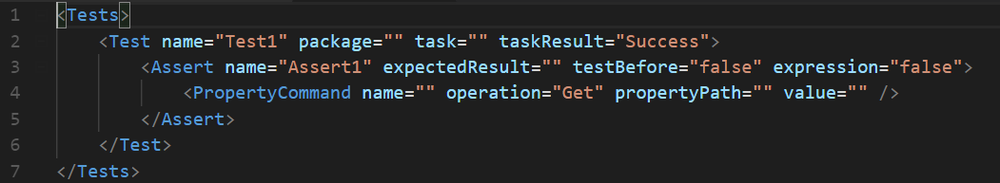 1 <Tests>
2     <Test name="Test1" package="" task="" taskResult="Success">
3         <Assert name="Assert1" expectedResult="" testBefore="false" expression="false">
4             <PropertyCommand name="" operation="Get" propertyPath="" value="" />
5         </Assert>
6     </Test>
7 </Tests>